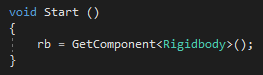 void Start ()
{
rb = GetComponent<Rigidbody>();
}